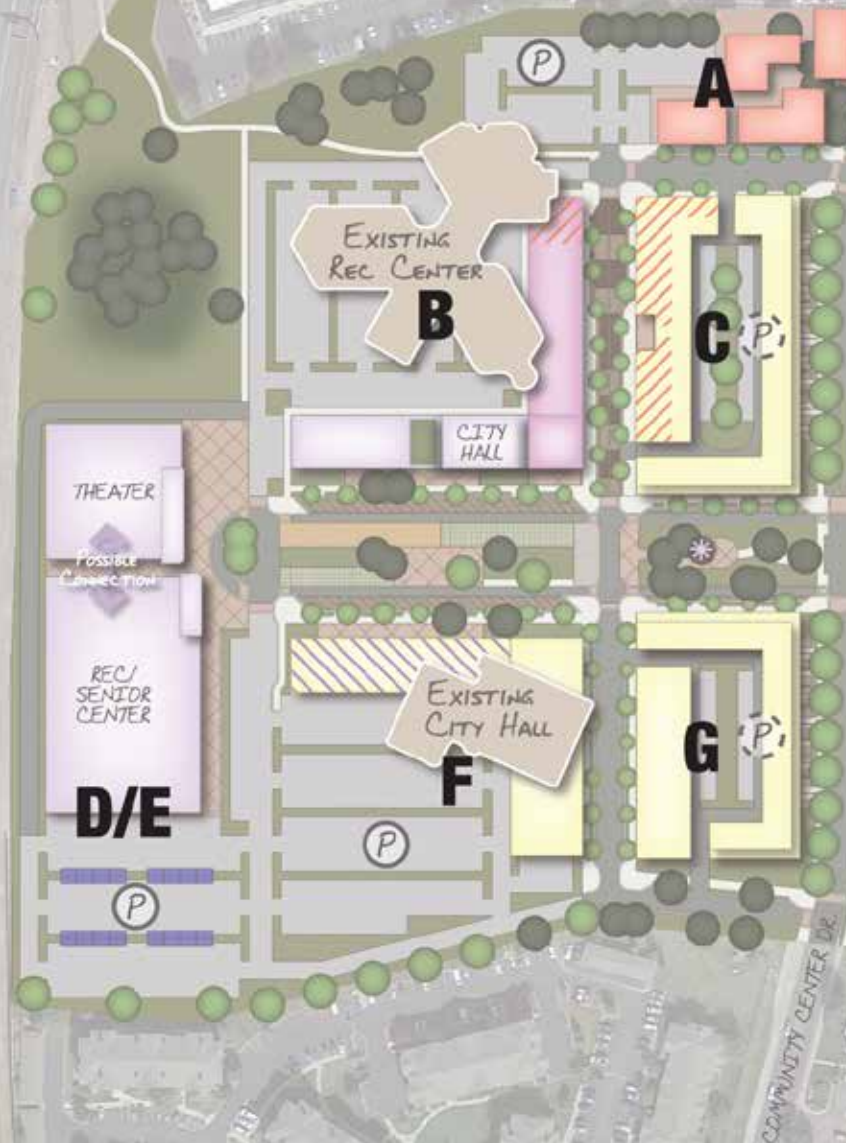 P
A
EXISTING
REC CENTER
B
C
P
CITY
HALL
THEATER
POSSIBLE
CONNECTION
REC/
SENIOR
CENTER
EXISTING
CITY HALL
G
P
F
D/E
P
P
COMMUNITY CENTER DR.